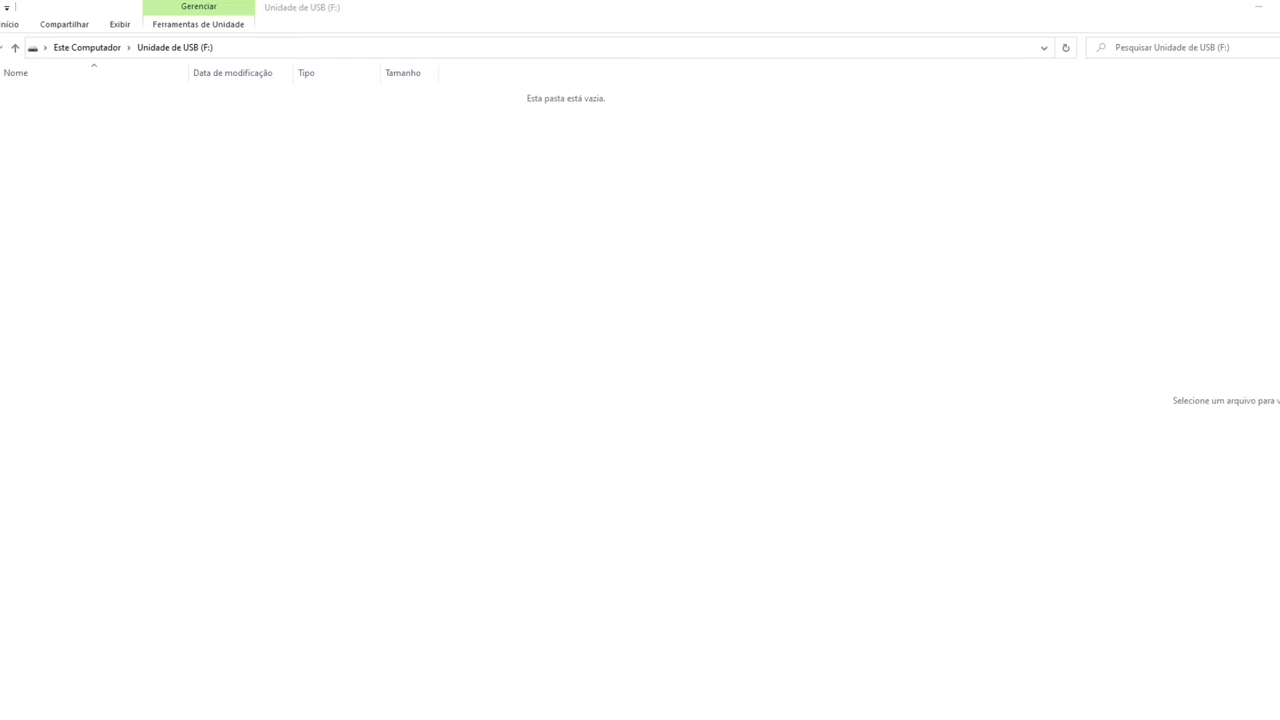 Gerenciar
Unidade de USB (F:)
nício
Compartilhar
Exibir
Ferramentas de Unidade
Este Computador
Unidade de USB (F:)
Pesquisar Unidade de USB (F:)
Nome
Data de modificação
Tipo
Tamanho
Esta pasta está vazia.
Selecione um arquivo para v